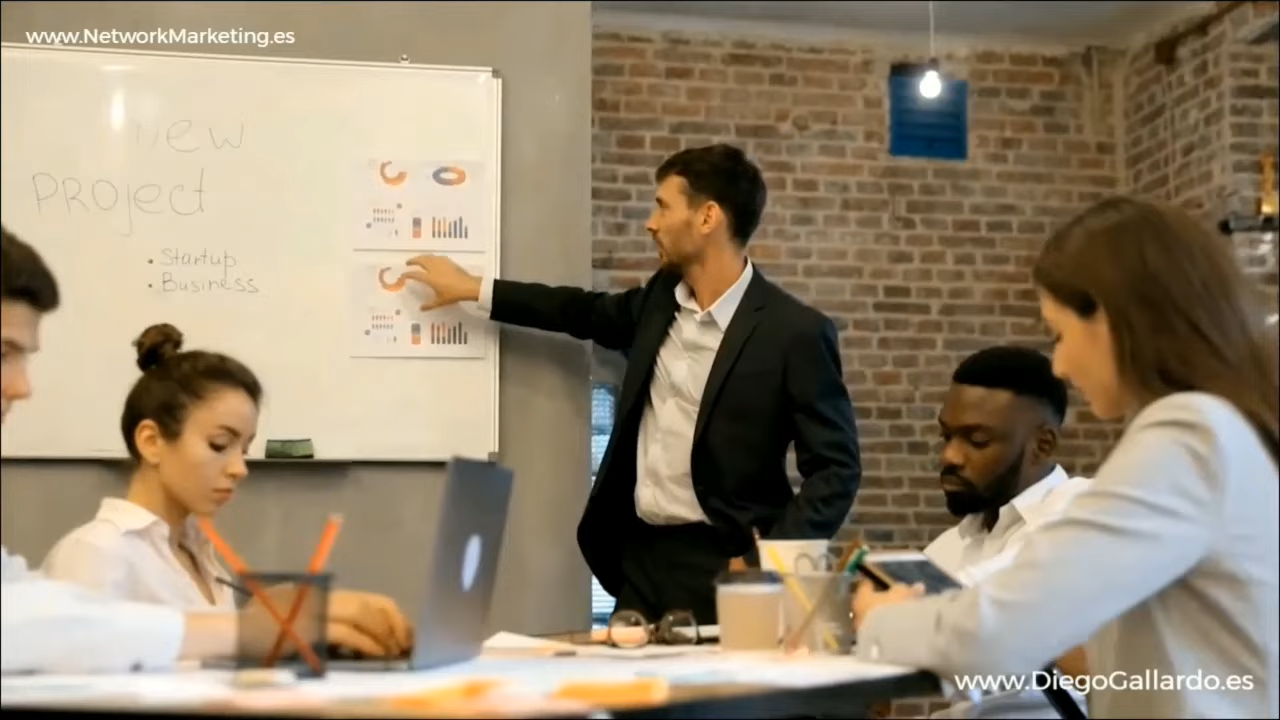 www.NetworkMarketing.es
New
PROject
• Startup
• Business
www.DiegoGallardo.es